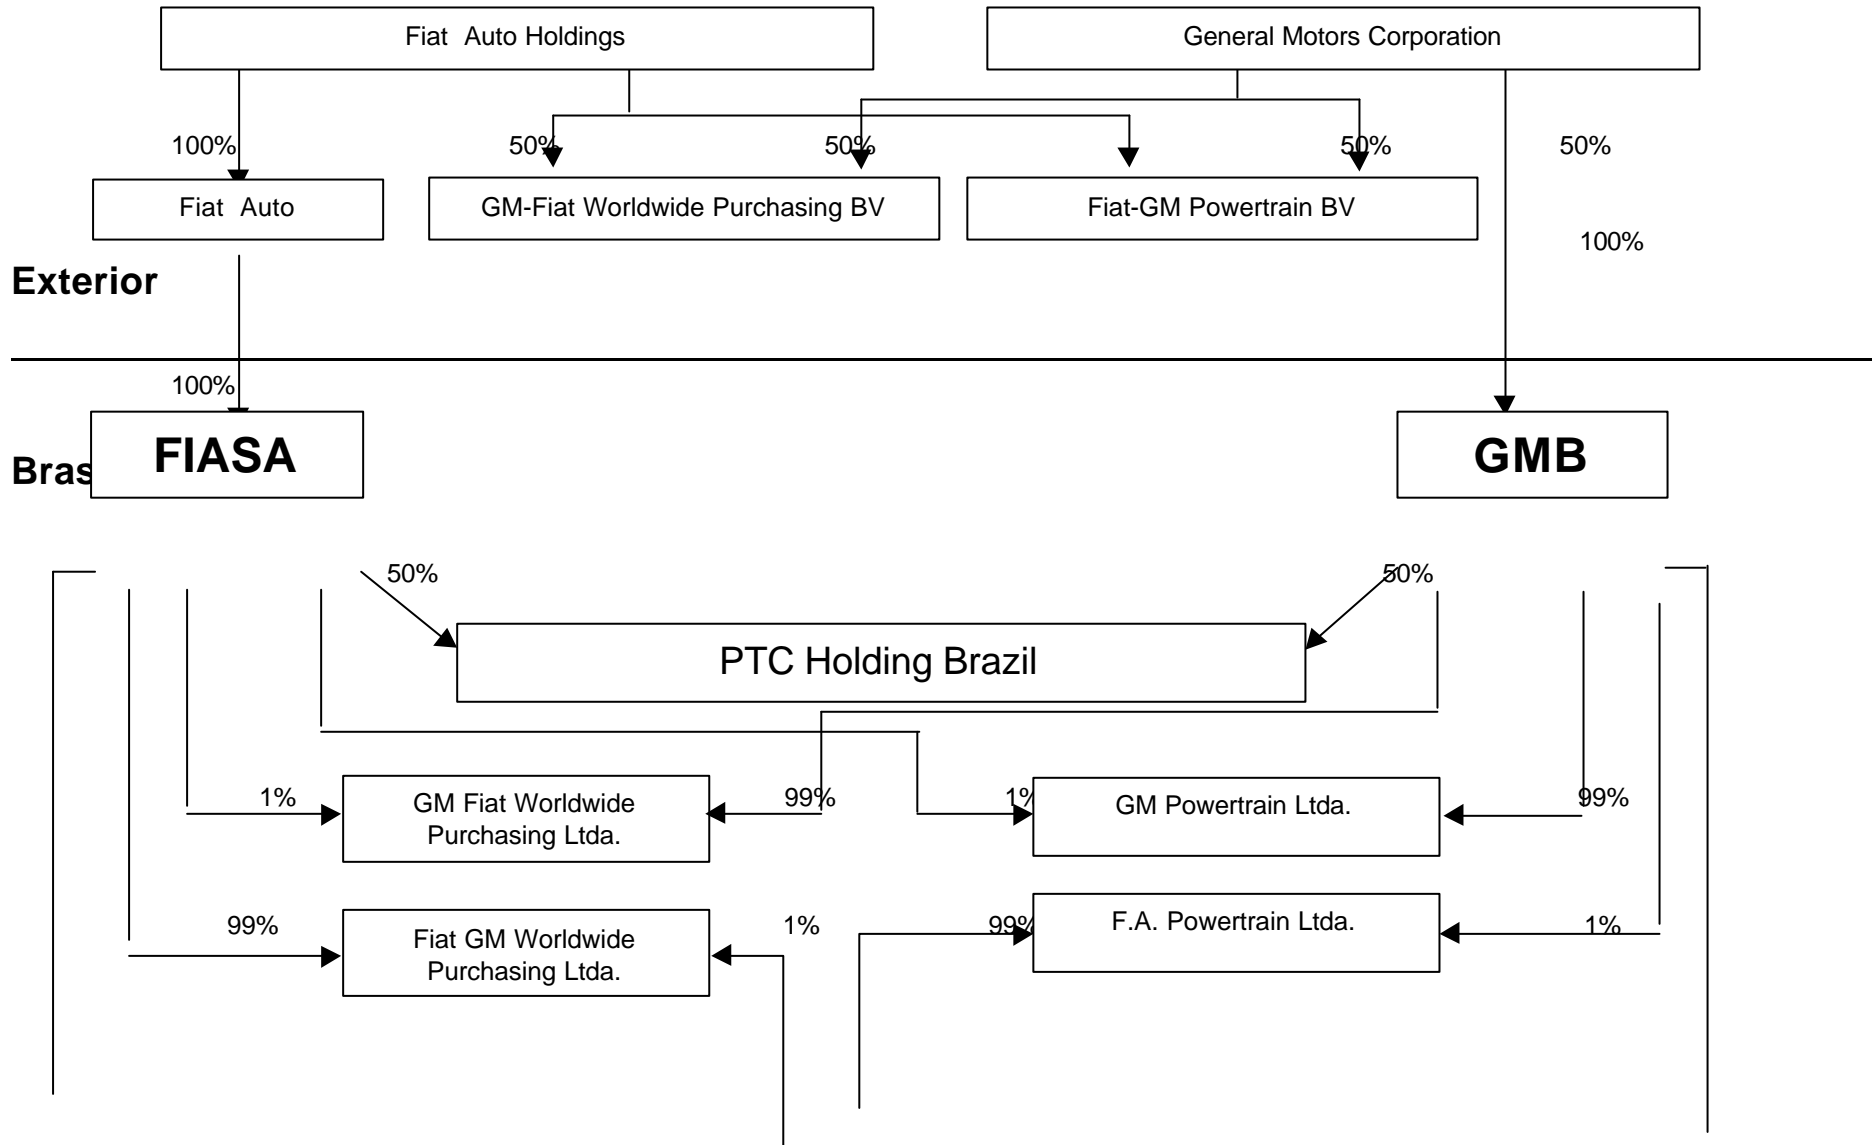 Fiat Auto Holdings
General Motors Corporation
100%
50%
50%
50%
50%
Fiat Auto
GM-Fiat Worldwide Purchasing BV
Fiat-GM Powertrain BV
100%
Exterior
100%
FIASA
GMB
Bras
50%
50%
PTC Holding Brazil
1%
GM Fiat Worldwide
Purchasing Ltda.
99%
1%
GM Powertrain Ltda.
99%
99%
Fiat GM Worldwide
Purchasing Ltda.
1%
99%
F.A. Powertrain Ltda.
1%